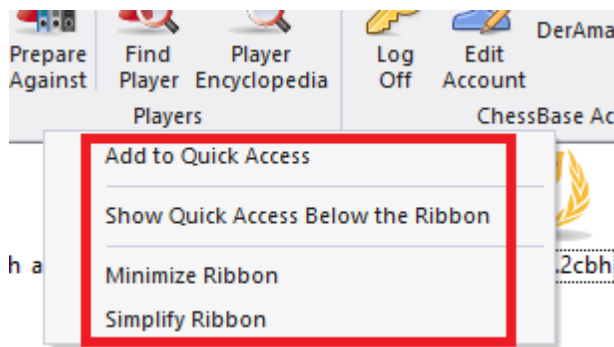 Prepare Against
Find Player
Player Encyclopedia
Log Off
Edit Account
DerAma
Players
ChessBase Ac
Add to Quick Access
Show Quick Access Below the Ribbon
h a
.2cbh
Minimize Ribbon
Simplify Ribbon